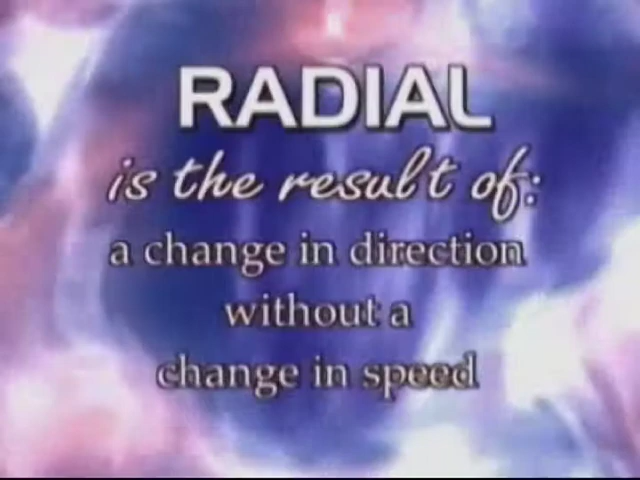 RADIAL
is the result of:
a change in direction
without a
change in speed